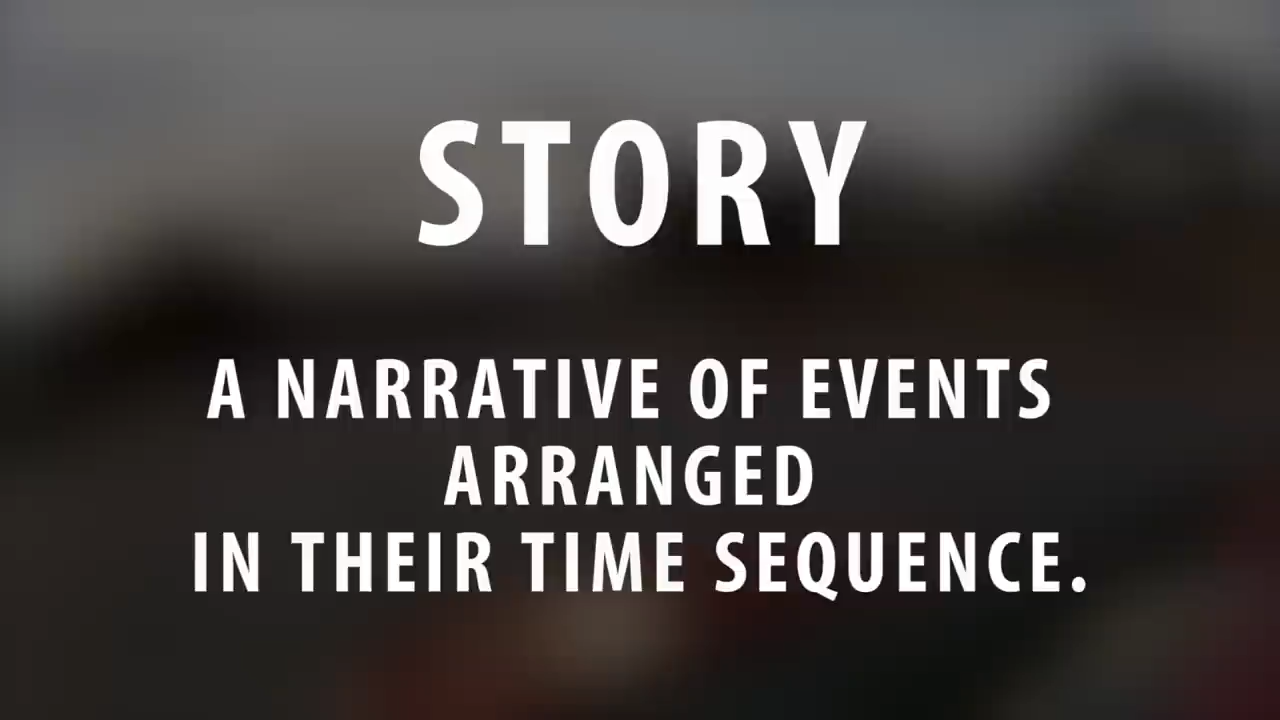 STORY
A NARRATIVE OF EVENTS
ARRANGED
IN THEIR TIME SEQUENCE.